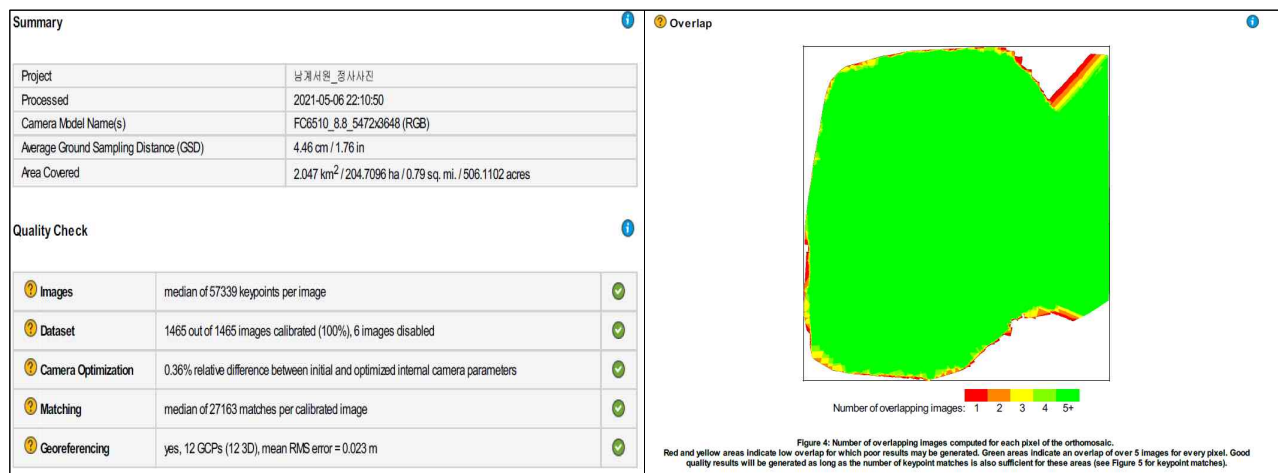 Summary
Project 남계서원_정사사진
Processed 2021-05-06 22:10:50
Camera Model Name(s) FC6510_8.8_5472x3648 (RGB)
Average Ground Sampling Distance (GSD) 4.46 cm / 1.76 in
Area Covered 2.047 km² / 204.7096 ha / 0.79 sq. mi. / 506.1102 acres
Quality Check
Images median of 57339 keypoints per image
Dataset 1465 out of 1465 images calibrated (100%), 6 images disabled
Camera Optimization 0.36% relative difference between initial and optimized internal camera parameters
Matching median of 27163 matches per calibrated image
Georeferencing yes, 12 GCPs (12 3D), mean RMS error = 0.023 m
Overlap
Number of overlapping images: 1 2 3 4 5+
Figure 4: Number of overlapping images computed for each pixel of the orthomosaic.
Red and yellow areas indicate low overlap for which poor results may be generated. Green areas indicate an overlap of over 5 images for every pixel. Good
quality results will be generated as long as the number of keypoint matches is also sufficient for these areas (see Figure 5 for keypoint matches).